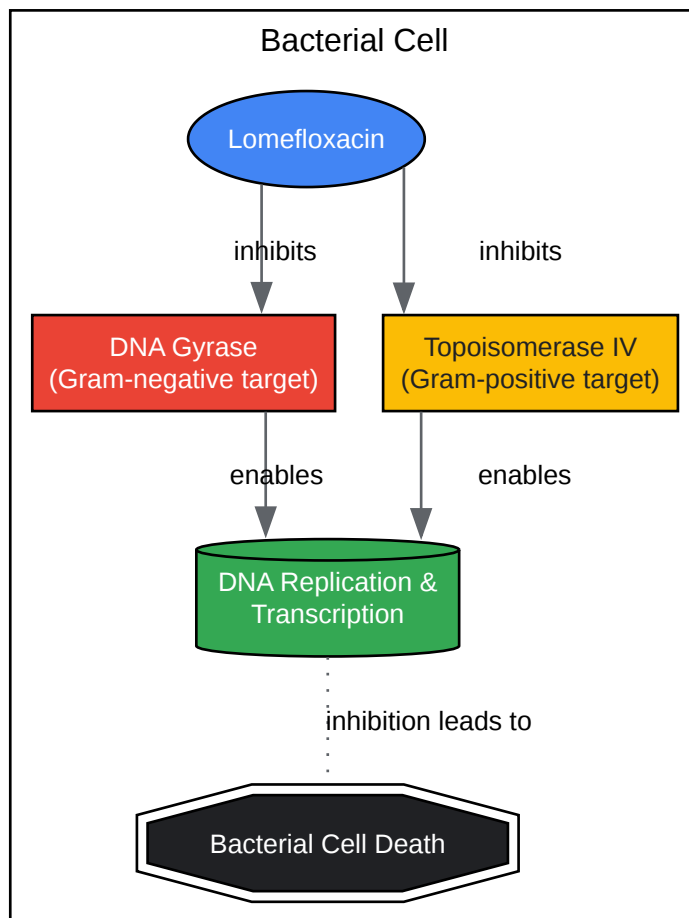 Bacterial Cell
Lomefloxacin
inhibits
inhibits
DNA Gyrase
(Gram-negative target)
Topoisomerase IV
(Gram-positive target)
enables
enables
DNA Replication &
Transcription
inhibition leads to
Bacterial Cell Death